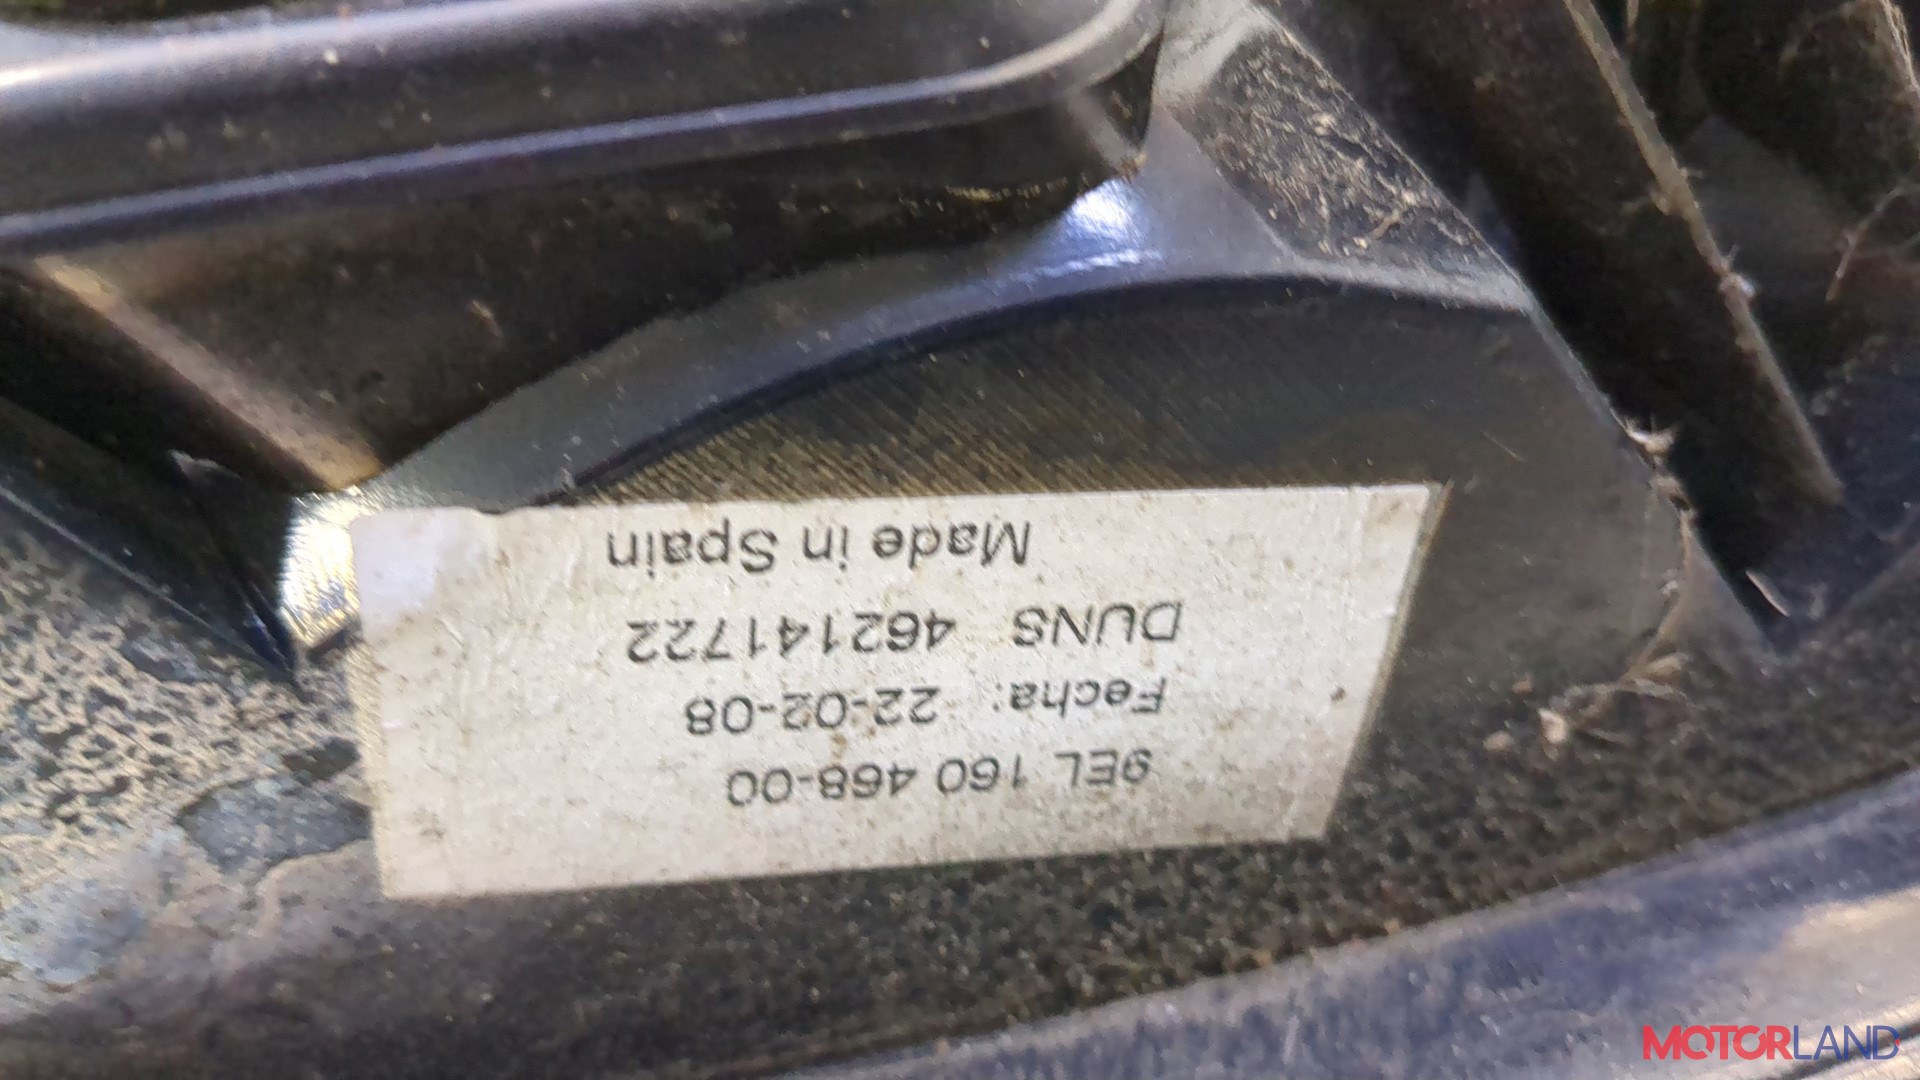 9EL 160 468-00
Fecha: 22-02-08
DUNS 462141722
Made in Spain
MOTORLAND